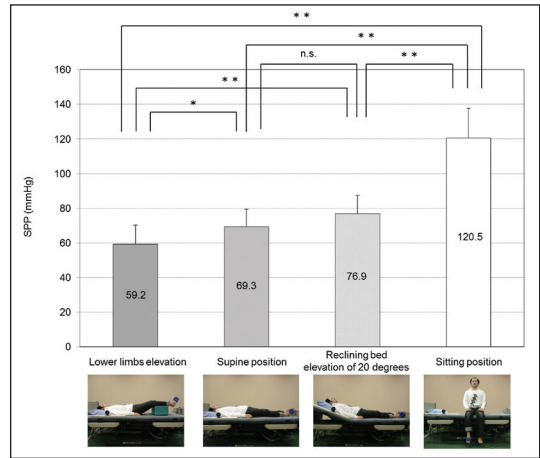 * *
* *
n.s.
* *
* *
*
160
140
120
100
80
60
40
20
0
SPP (mmHg)
59.2
69.3
76.9
120.5
Lower limbs elevation
Supine position
Reclining bed
elevation of 20 degrees
Sitting position